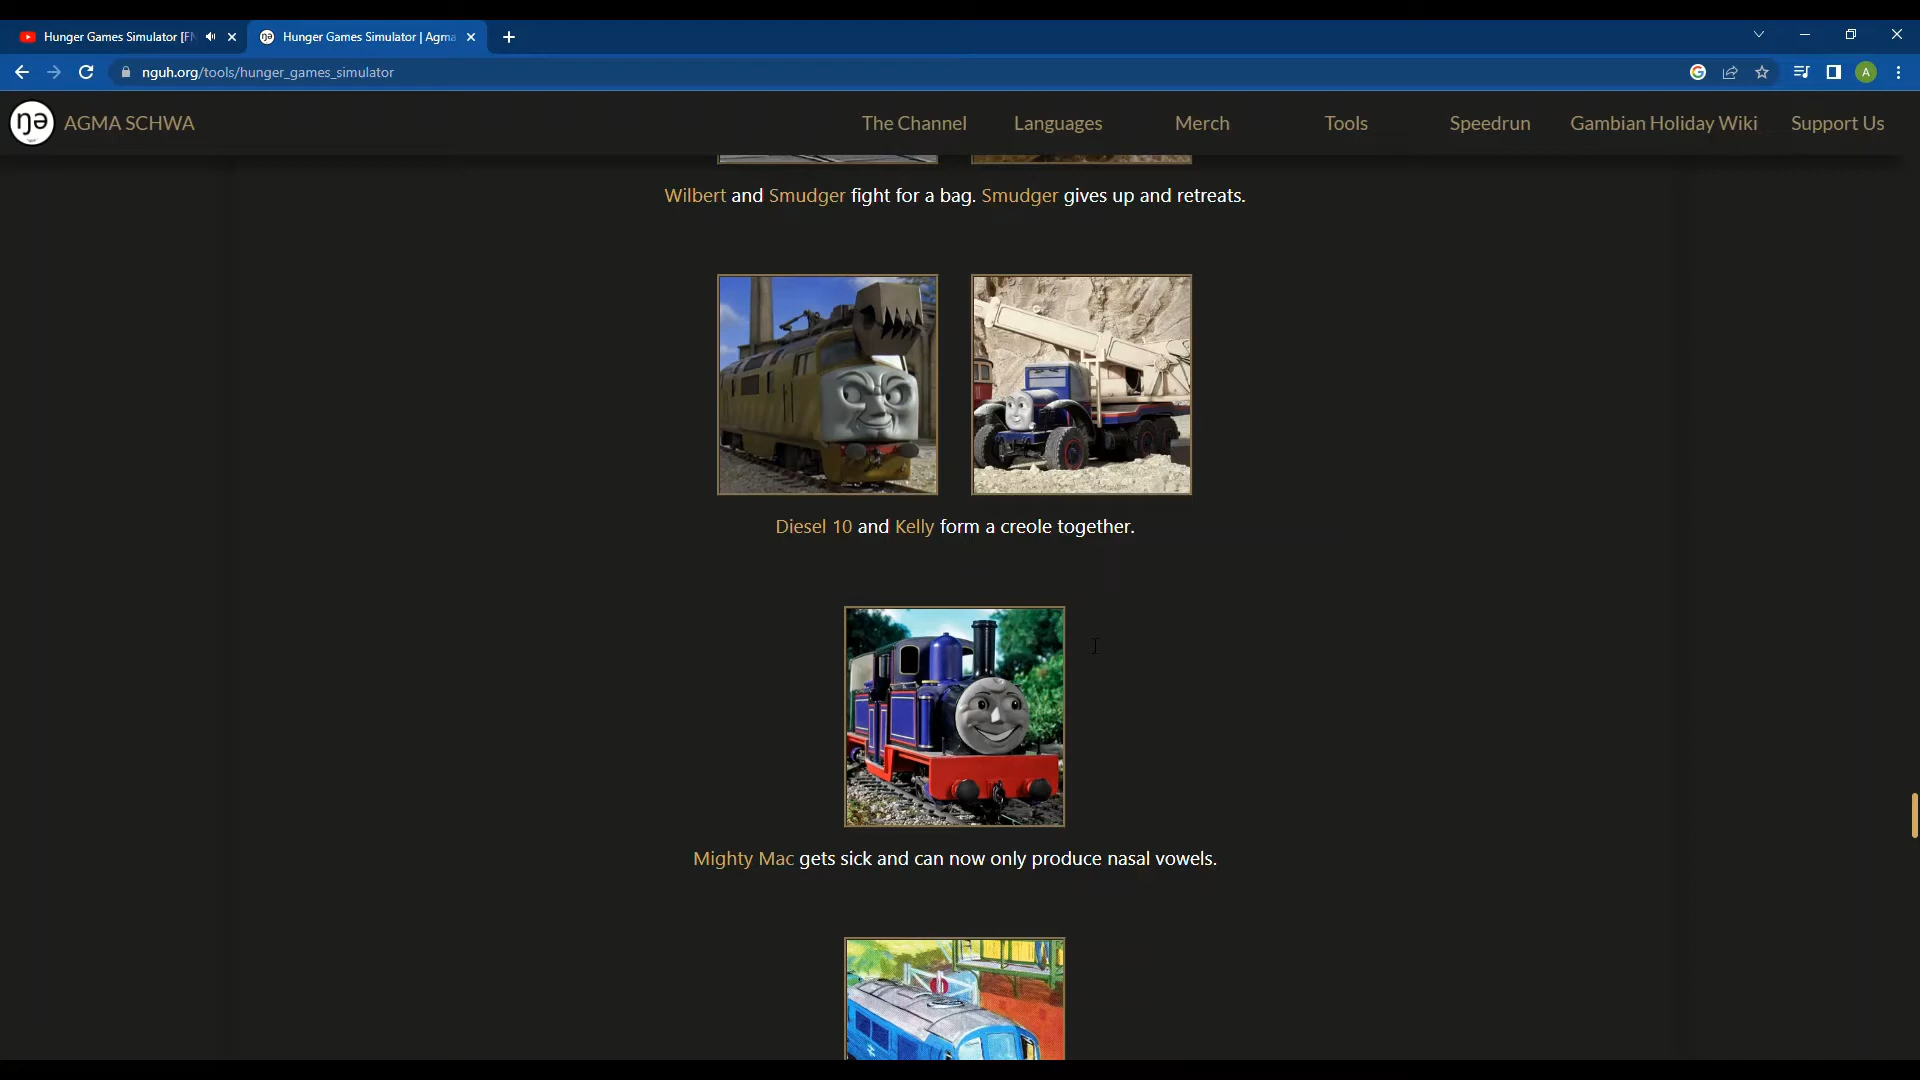 Hunger Games Simulator [FN
Hunger Games Simulator | Agma
nguh.org/tools/hunger_games_simulator
A
ŋə
AGMA SCHWA
The Channel
Languages
Merch
Tools
Speedrun
Gambian Holiday Wiki
Support Us
Wilbert and Smudger fight for a bag. Smudger gives up and retreats.
Diesel 10 and Kelly form a creole together.
Mighty Mac gets sick and can now only produce nasal vowels.